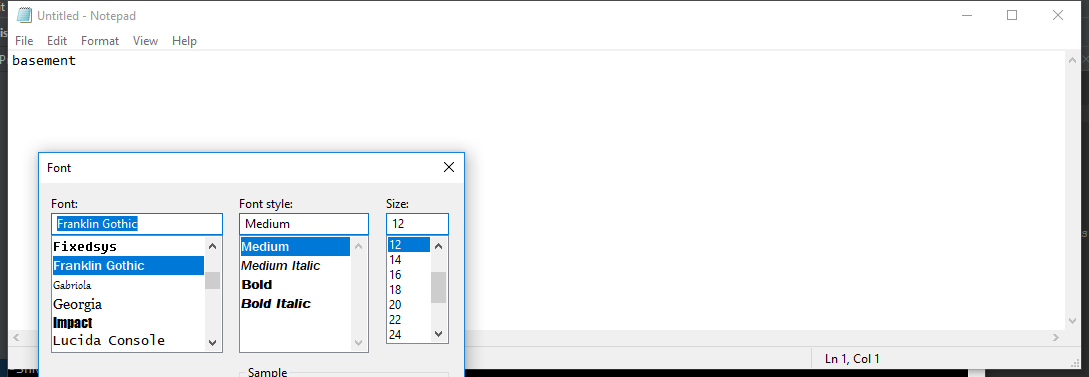 Untitled - Notepad
File Edit Format View Help
basement
Font
Font: Font style: Size:
Franklin Gothic Medium 12
Fixedsys Medium 12
Franklin Gothic Medium Italic 14
Gabriola Bold 16
Georgia Bold Italic 18
Impact 20
Lucida Console 22
24
Sample
Ln 1, Col 1